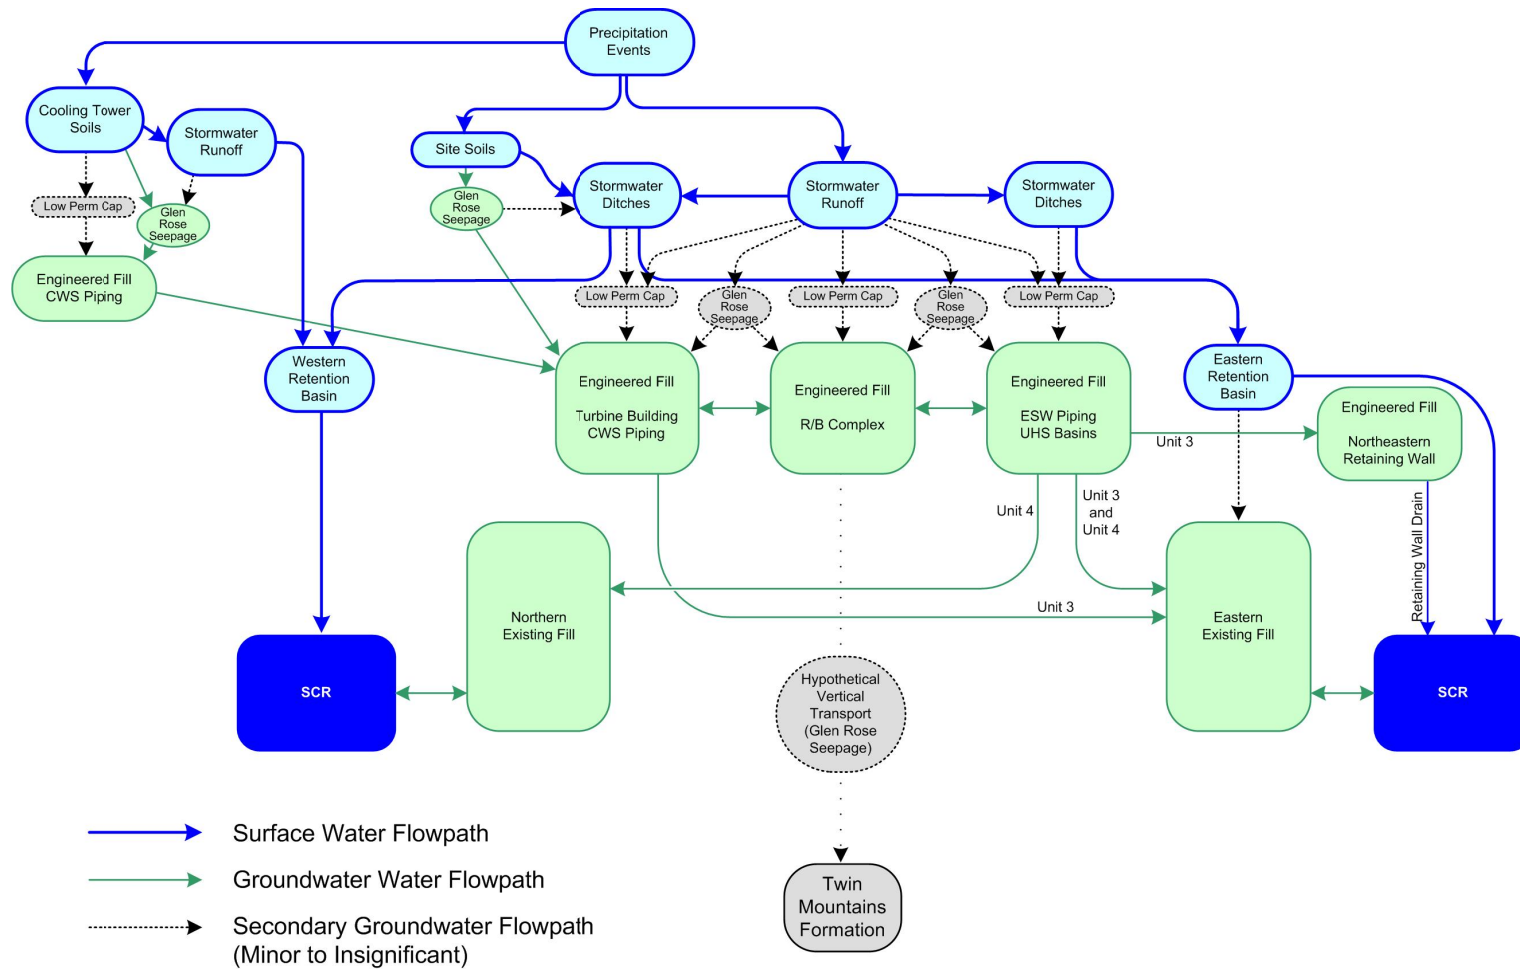 Precipitation
Events
Cooling Tower
Soils
Stormwater
Runoff
Site Soils
Stormwater
Ditches
Stormwater
Runoff
Stormwater
Ditches
Low Perm Cap
Glen
Rose
Seepage
Glen
Rose
Seepage
Engineered Fill
CWS Piping
Low Perm Cap
Glen
Rose
Seepage
Low Perm Cap
Glen
Rose
Seepage
Low Perm Cap
Western
Retention
Basin
Engineered Fill
Turbine Building
CWS Piping
Engineered Fill
R/B Complex
Engineered Fill
ESW Piping
UHS Basins
Eastern
Retention
Basin
Engineered Fill
Northeastern
Retaining Wall
Unit 3
Unit 4
Unit 3
and
Unit 4
Retaining Wall Drain
Unit 3
Northern
Existing Fill
Eastern
Existing Fill
SCR
Hypothetical
Vertical
Transport
(Glen Rose
Seepage)
SCR
Twin
Mountains
Formation
Surface Water Flowpath
Groundwater Water Flowpath
Secondary Groundwater Flowpath
(Minor to Insignificant)